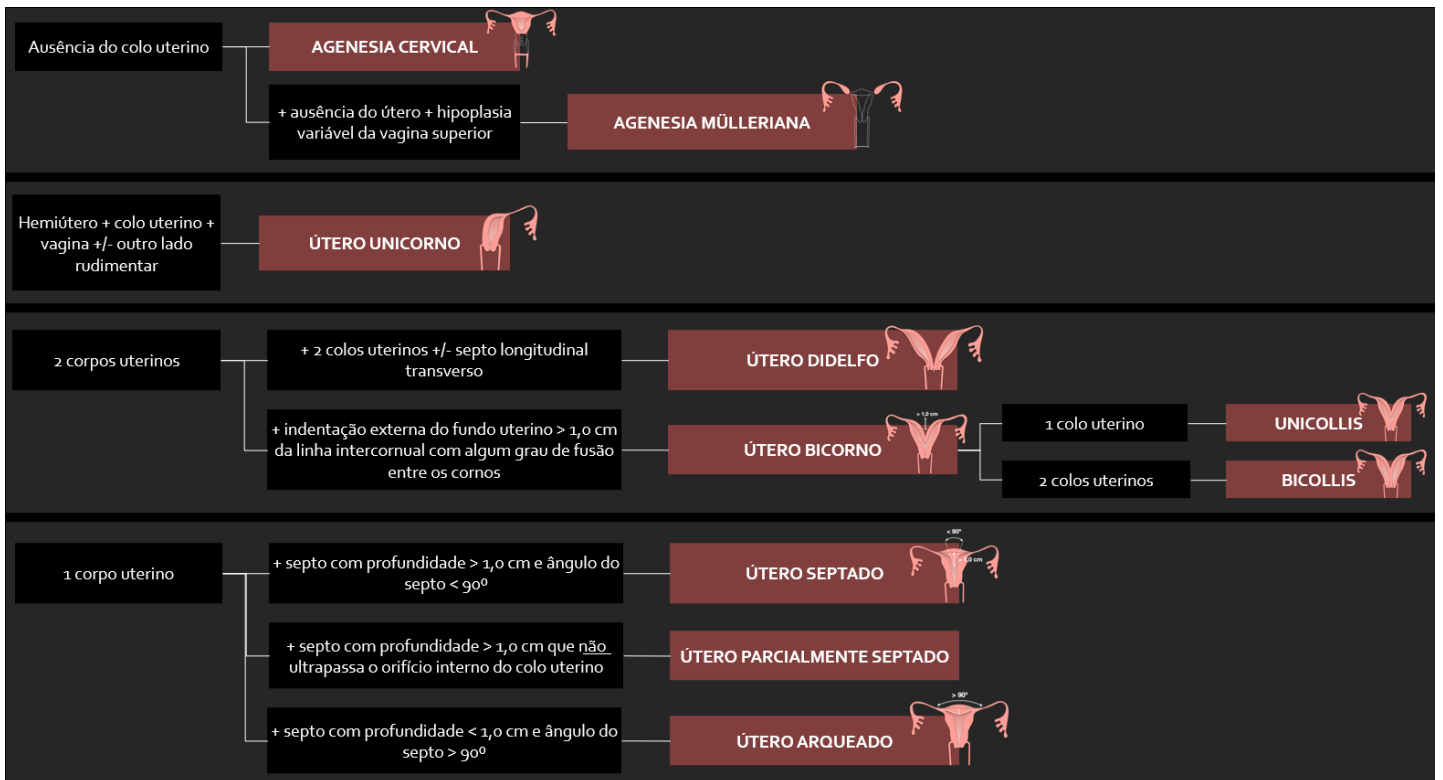 Ausência do colo uterino
AGENESIA CERVICAL
+ ausência do útero + hipoplasia
variável da vagina superior
AGENESIA MÜLLERIANA
Hemiútero + colo uterino +
vagina +/- outro lado
rudimentar
ÚTERO UNICORNO
2 corpos uterinos
+ 2 colos uterinos +/- septo longitudinal
transverso
ÚTERO DIDELFO
+ indentação externa do fundo uterino > 1,0 cm
da linha intercornual com algum grau de fusão
entre os cornos
> 1,0 cm
ÚTERO BICORNO
1 colo uterino
UNICOLLIS
2 colos uterinos
BICOLLIS
1 corpo uterino
+ septo com profundidade > 1,0 cm e ângulo do
septo < 90º
< 90°
> 1,0 cm
ÚTERO SEPTADO
+ septo com profundidade > 1,0 cm que não
ultrapassa o orifício interno do colo uterino
ÚTERO PARCIALMENTE SEPTADO
+ septo com profundidade < 1,0 cm e ângulo do
septo > 90º
> 90°
ÚTERO ARQUEADO